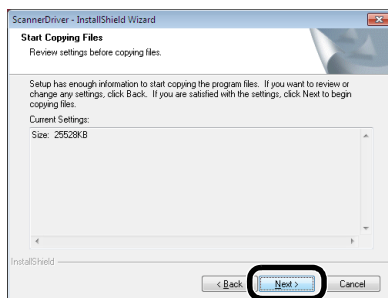 ScannerDriver - InstallShield Wizard
Start Copying Files
Review settings before copying files.
Setup has enough information to start copying the program files. If you want to review or
change any settings, click Back. If you are satisfied with the settings, click Next to begin
copying files.
Current Settings:
Size: 25528KB
InstallShield
< Back Next > Cancel